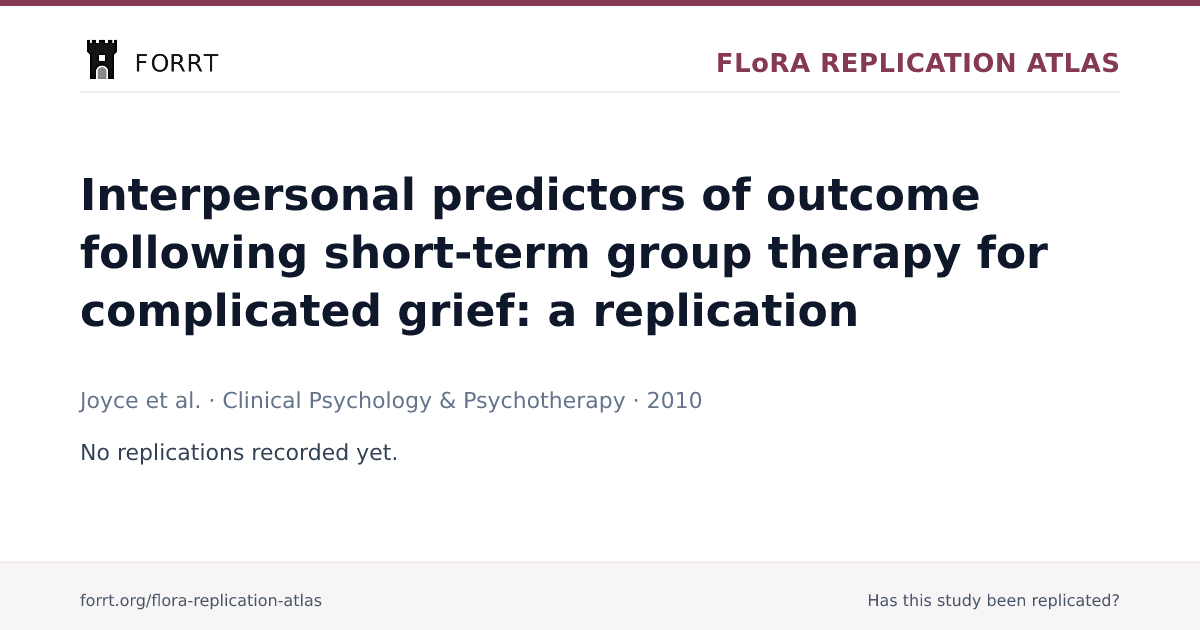 FORRT
FLoRA REPLICATION ATLAS
Interpersonal predictors of outcome
following short-term group therapy for
complicated grief: a replication
Joyce et al. · Clinical Psychology & Psychotherapy · 2010
No replications recorded yet.
forrt.org/flora-replication-atlas
Has this study been replicated?